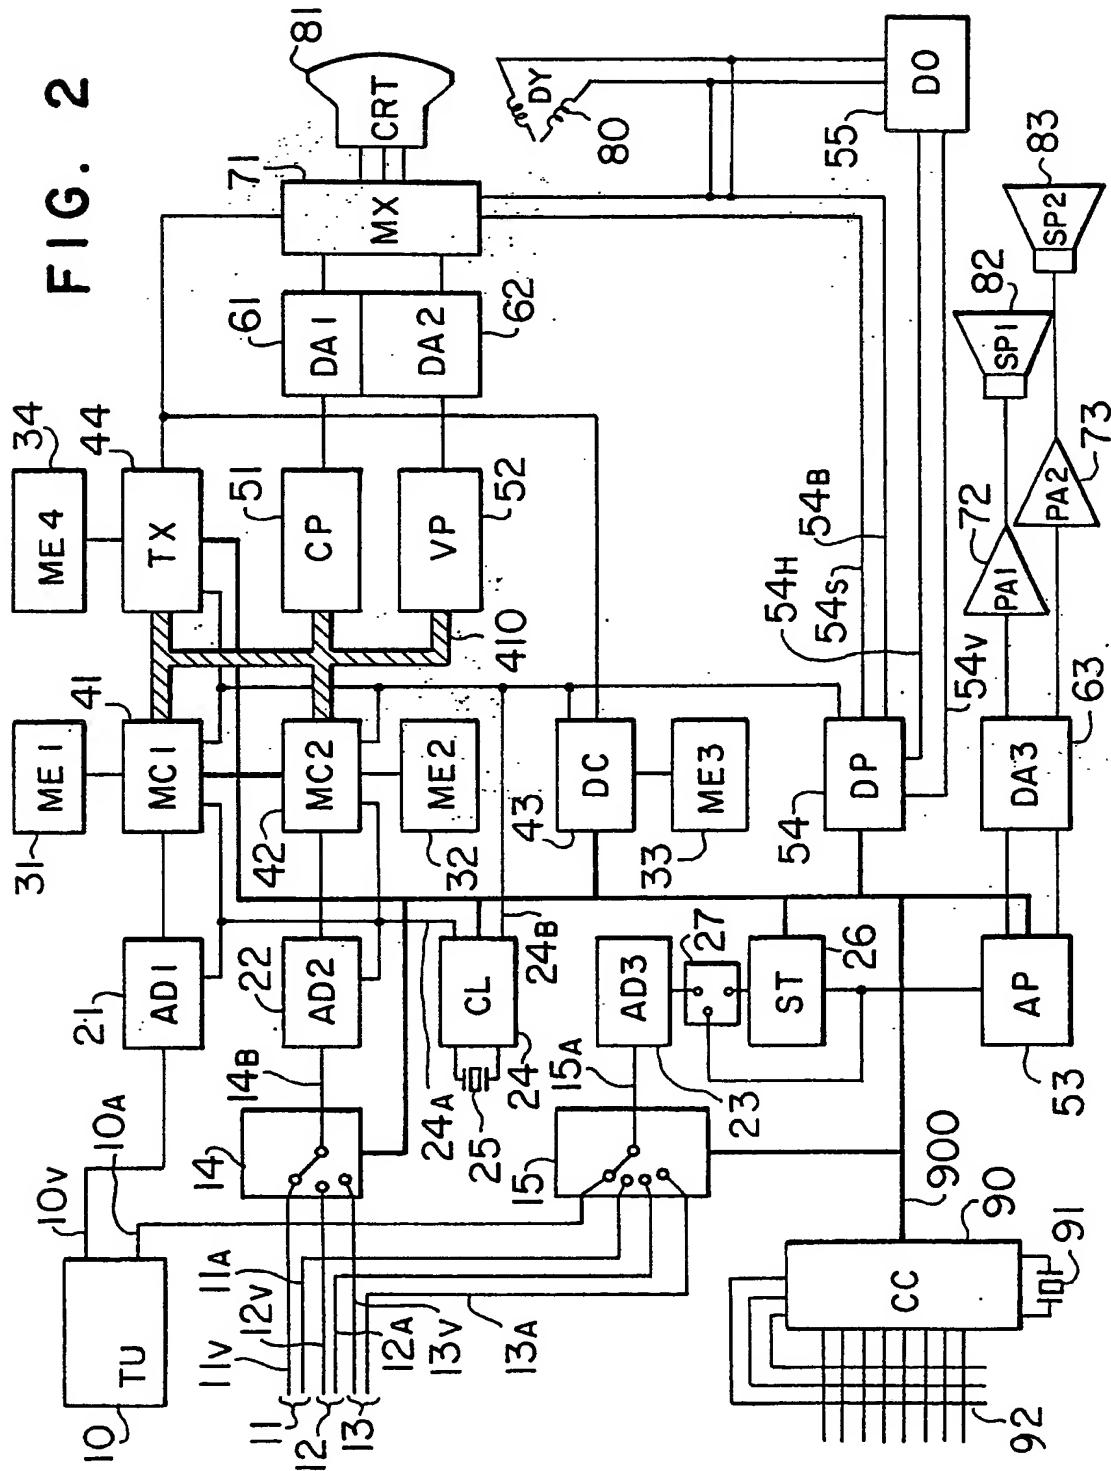 FIG. 2
10
TU
10V
10A
11
12
13
11V
11A
12V
12A
13V
13A
14
14B
15
15A
21
AD1
22
AD2
24A
24B
25
24
CL
23
AD3
27
26
ST
53
AP
31
ME1
41
MC1
42
MC2
32
ME2
43
DC
33
ME3
54
DP
63
DA3
34
ME4
44
TX
51
CP
52
VP
410
54H
54S
54B
54V
61
DA1
62
DA2
71
MX
81
CRT
DY
80
55
DO
72
PA1
73
PA2
82
SP1
83
SP2
900
90
CC
91
92